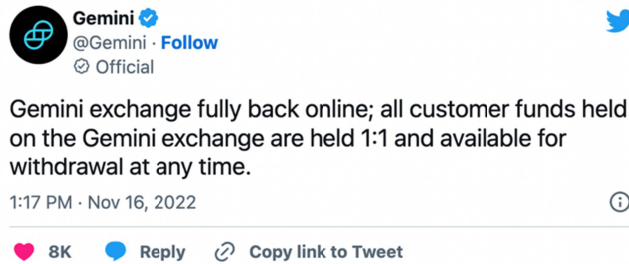 Gemini
@Gemini · Follow
Official
Gemini exchange fully back online; all customer funds held
on the Gemini exchange are held 1:1 and available for
withdrawal at any time.
1:17 PM · Nov 16, 2022
8K Reply Copy link to Tweet